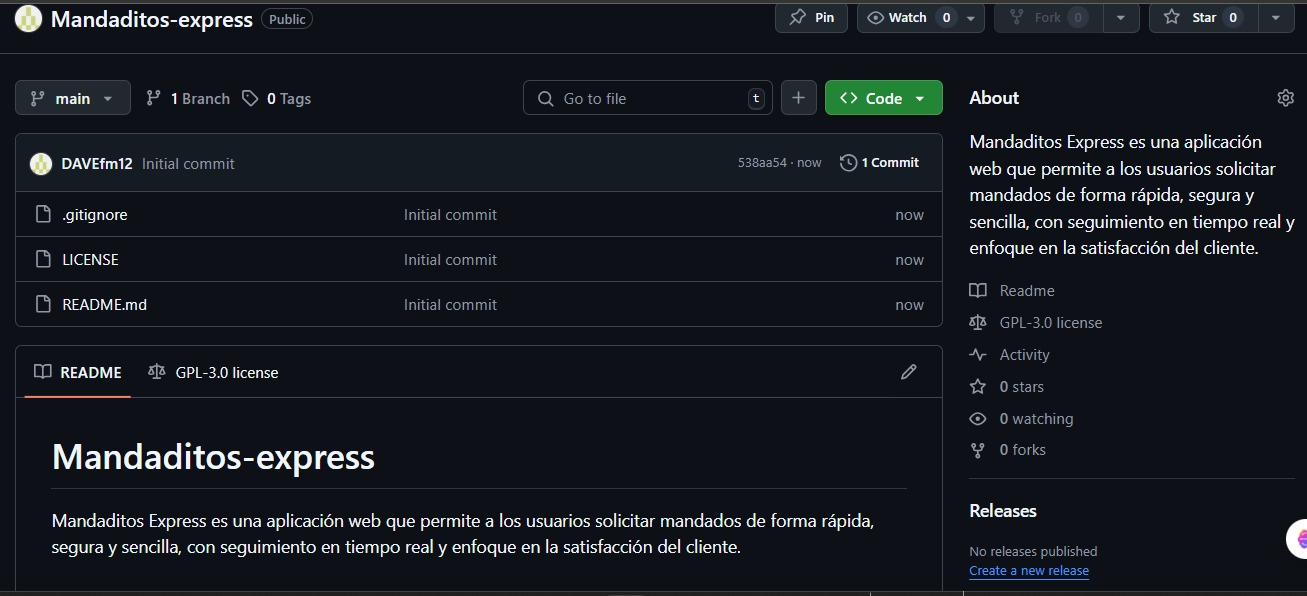 Mandaditos-express Public Pin Watch 0 Fork 0 Star 0
main 1 Branch 0 Tags Go to file t Code
DAVEfm12 Initial commit 538aa54 · now 1 Commit
.gitignore Initial commit now
LICENSE Initial commit now
README.md Initial commit now
README GPL-3.0 license
Mandaditos-express
Mandaditos Express es una aplicación web que permite a los usuarios solicitar mandados de forma rápida,
segura y sencilla, con seguimiento en tiempo real y enfoque en la satisfacción del cliente.
About
Mandaditos Express es una aplicación
web que permite a los usuarios solicitar
mandados de forma rápida, segura y
sencilla, con seguimiento en tiempo real y
enfoque en la satisfacción del cliente.
Readme
GPL-3.0 license
Activity
0 stars
0 watching
0 forks
Releases
No releases published
Create a new release